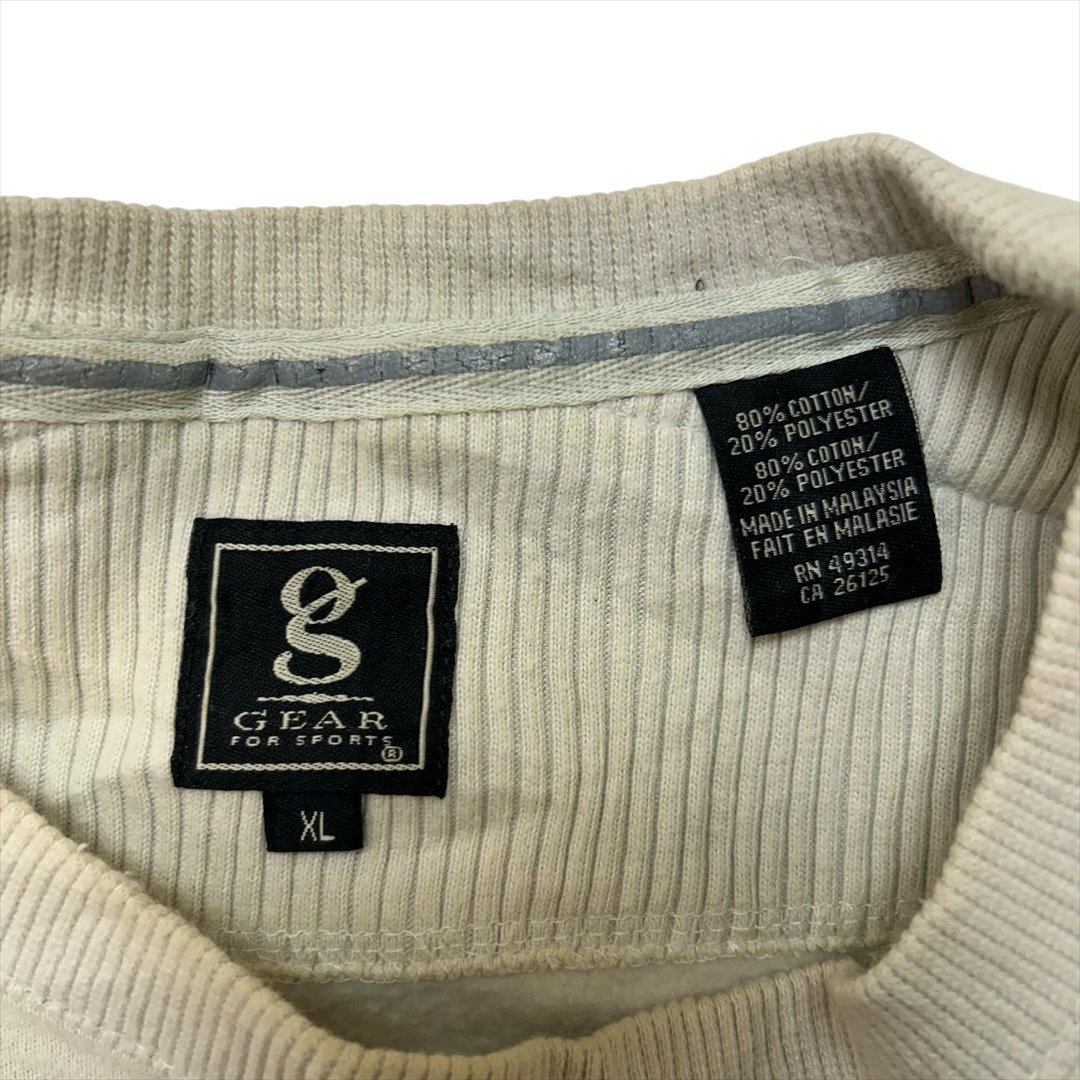 GS
GEAR
FOR SPORTS®
XL
80% COTTON/
20% POLYESTER
80% COTON/
20% POLYESTER
MADE IN MALAYSIA
FAIT EN MALASIE
RN 49314
CA 26125